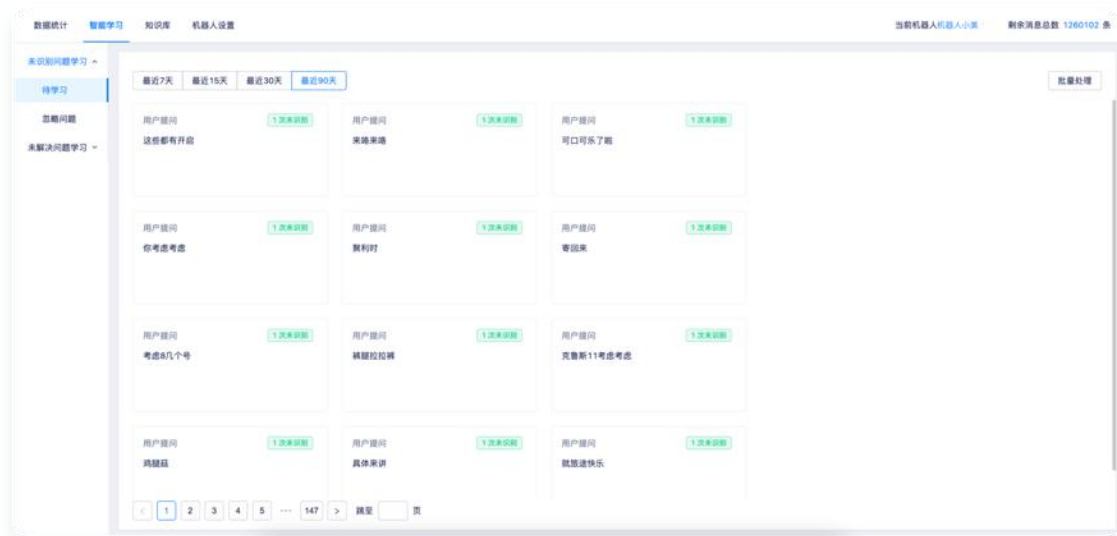 数据统计 智能学习 知识库 机器人设置 当前机器人机器人小美 剩余消息总数 1260102 条
未识别问题学习
待学习
忽略问题
未解决问题学习
最近7天 最近15天 最近30天 最近90天 批量处理
用户提问 1 次未识别 用户提问 1 次未识别 用户提问 1 次未识别
这些都有开启 来咯来咯 可口可乐了啦
用户提问 1 次未识别 用户提问 1 次未识别 用户提问 1 次未识别
你考虑考虑 寄回来
用户提问 1 次未识别 用户提问 1 次未识别 用户提问 1 次未识别
考虑8几个号 裤腿拉拉裤 克鲁斯11考虑考虑
用户提问 1 次未识别 用户提问 1 次未识别 用户提问 1 次未识别
鸡腿菇 具体来讲 就旅途快乐
< 1 2 3 4 5 ··· 147 > 跳至 页